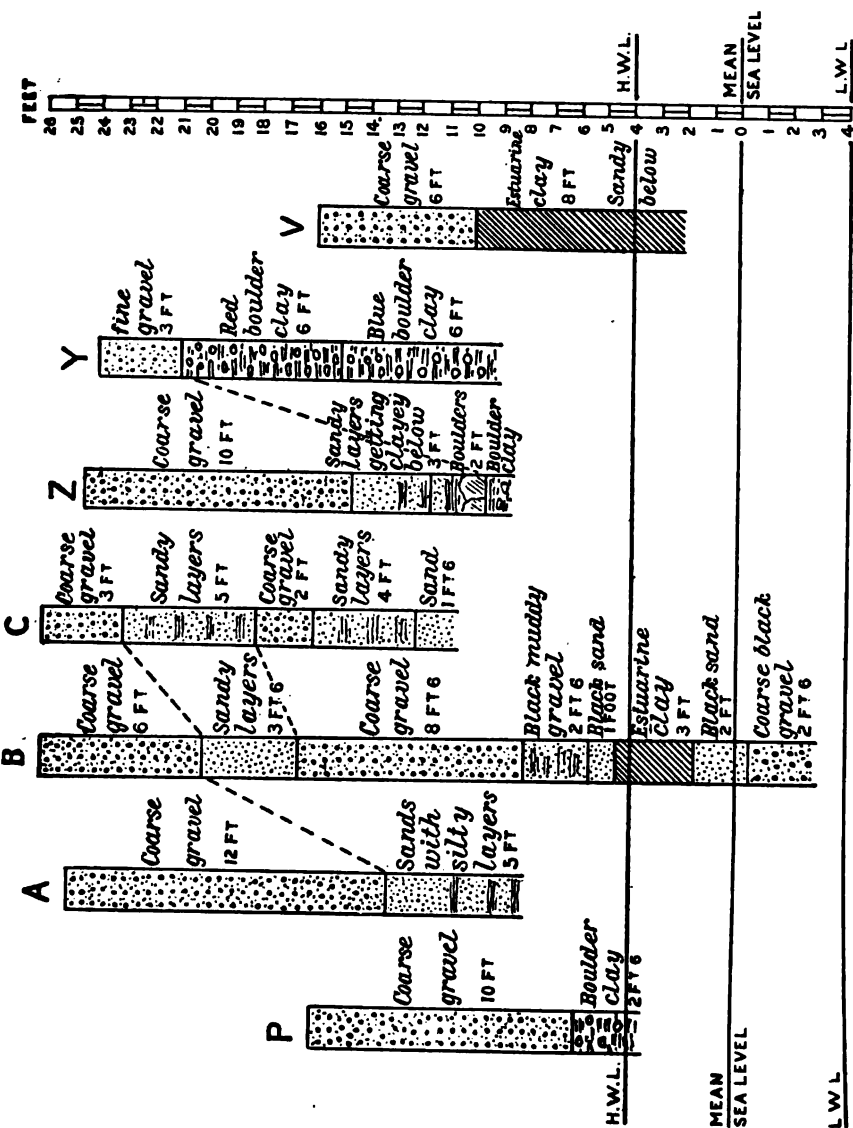 FEET
26
25
24
23
22
21
20
19
18
17
16
15
14.
13
12
11
10
9
8
7
6
5
4
3
2
1
0
1
2
3
4
H.W.L.
MEAN
SEA LEVEL
L.W.L
P
Coarse
gravel
10 FT
Boulder
clay
2 FT 6
A
Coarse
gravel
12 FT
Sands
with
silty
layers
5 FT
B
Coarse
gravel
6 FT
Sandy
layers
3 FT 6
Coarse
gravel
8 FT 6
Black muddy
gravel
2 FT 6
Black sand
1 FOOT
Estuarine
clay
3 FT
Black sand
2 FT
Coarse black
gravel
2 FT 6
C
Coarse
gravel
3 FT
Sandy
layers
5 FT
Coarse
gravel
2 FT
Sandy
layers
4 FT
Sand
1 FT 6
Z
Coarse
gravel
10 FT
Sandy
layers
getting
clayey
below
3 FT
Boulders
2 FT
Boulder
clay
Y
fine
gravel
3 FT
Red
boulder
clay
6 FT
Blue
boulder
clay
6 FT
V
Coarse
gravel
6 FT
Estuarine
clay
8 FT
Sandy
below
H.W.L.
MEAN
SEA LEVEL
L W L